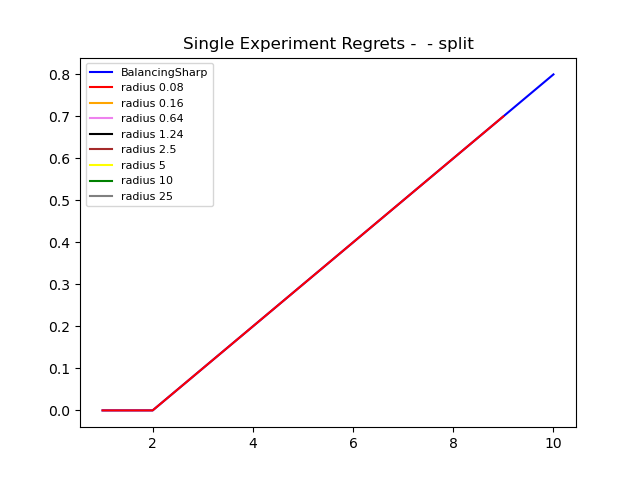 Single Experiment Regrets -  - split
BalancingSharp
radius 0.08
radius 0.16
radius 0.64
radius 1.24
radius 2.5
radius 5
radius 10
radius 25
0.8
0.7
0.6
0.5
0.4
0.3
0.2
0.1
0.0
2 4 6 8 10